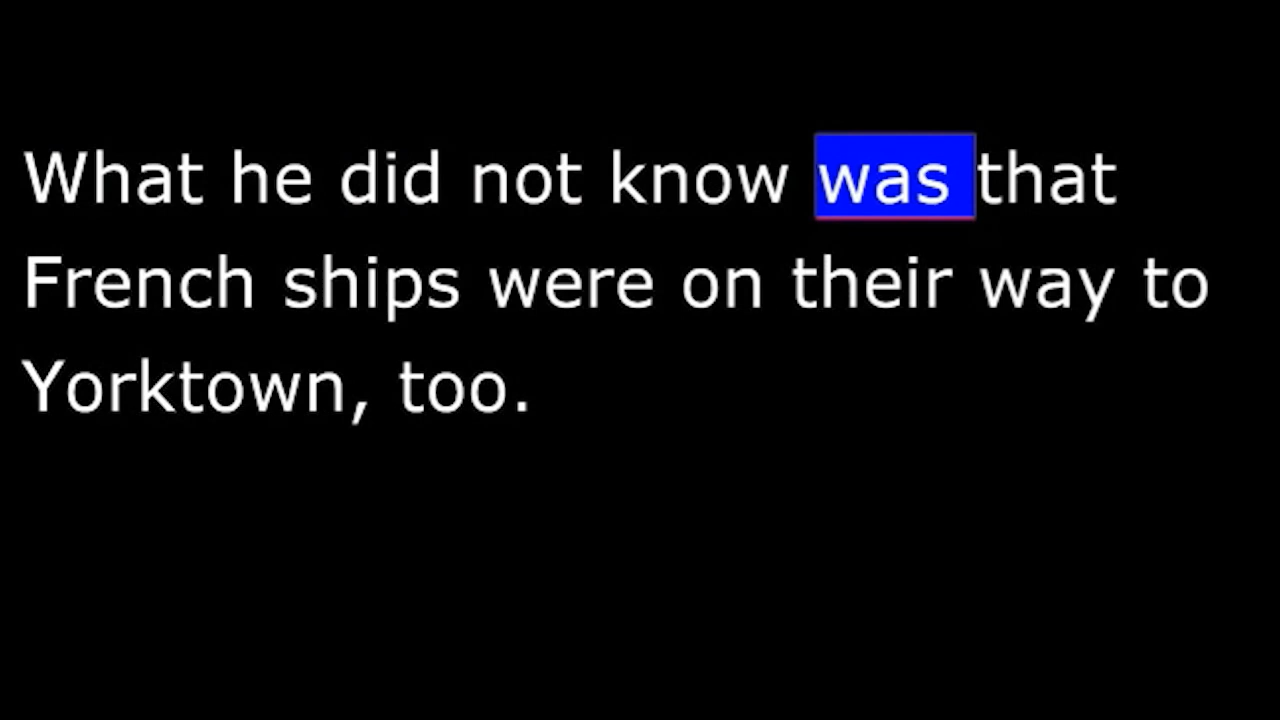 What he did not know was that
French ships were on their way to
Yorktown, too.